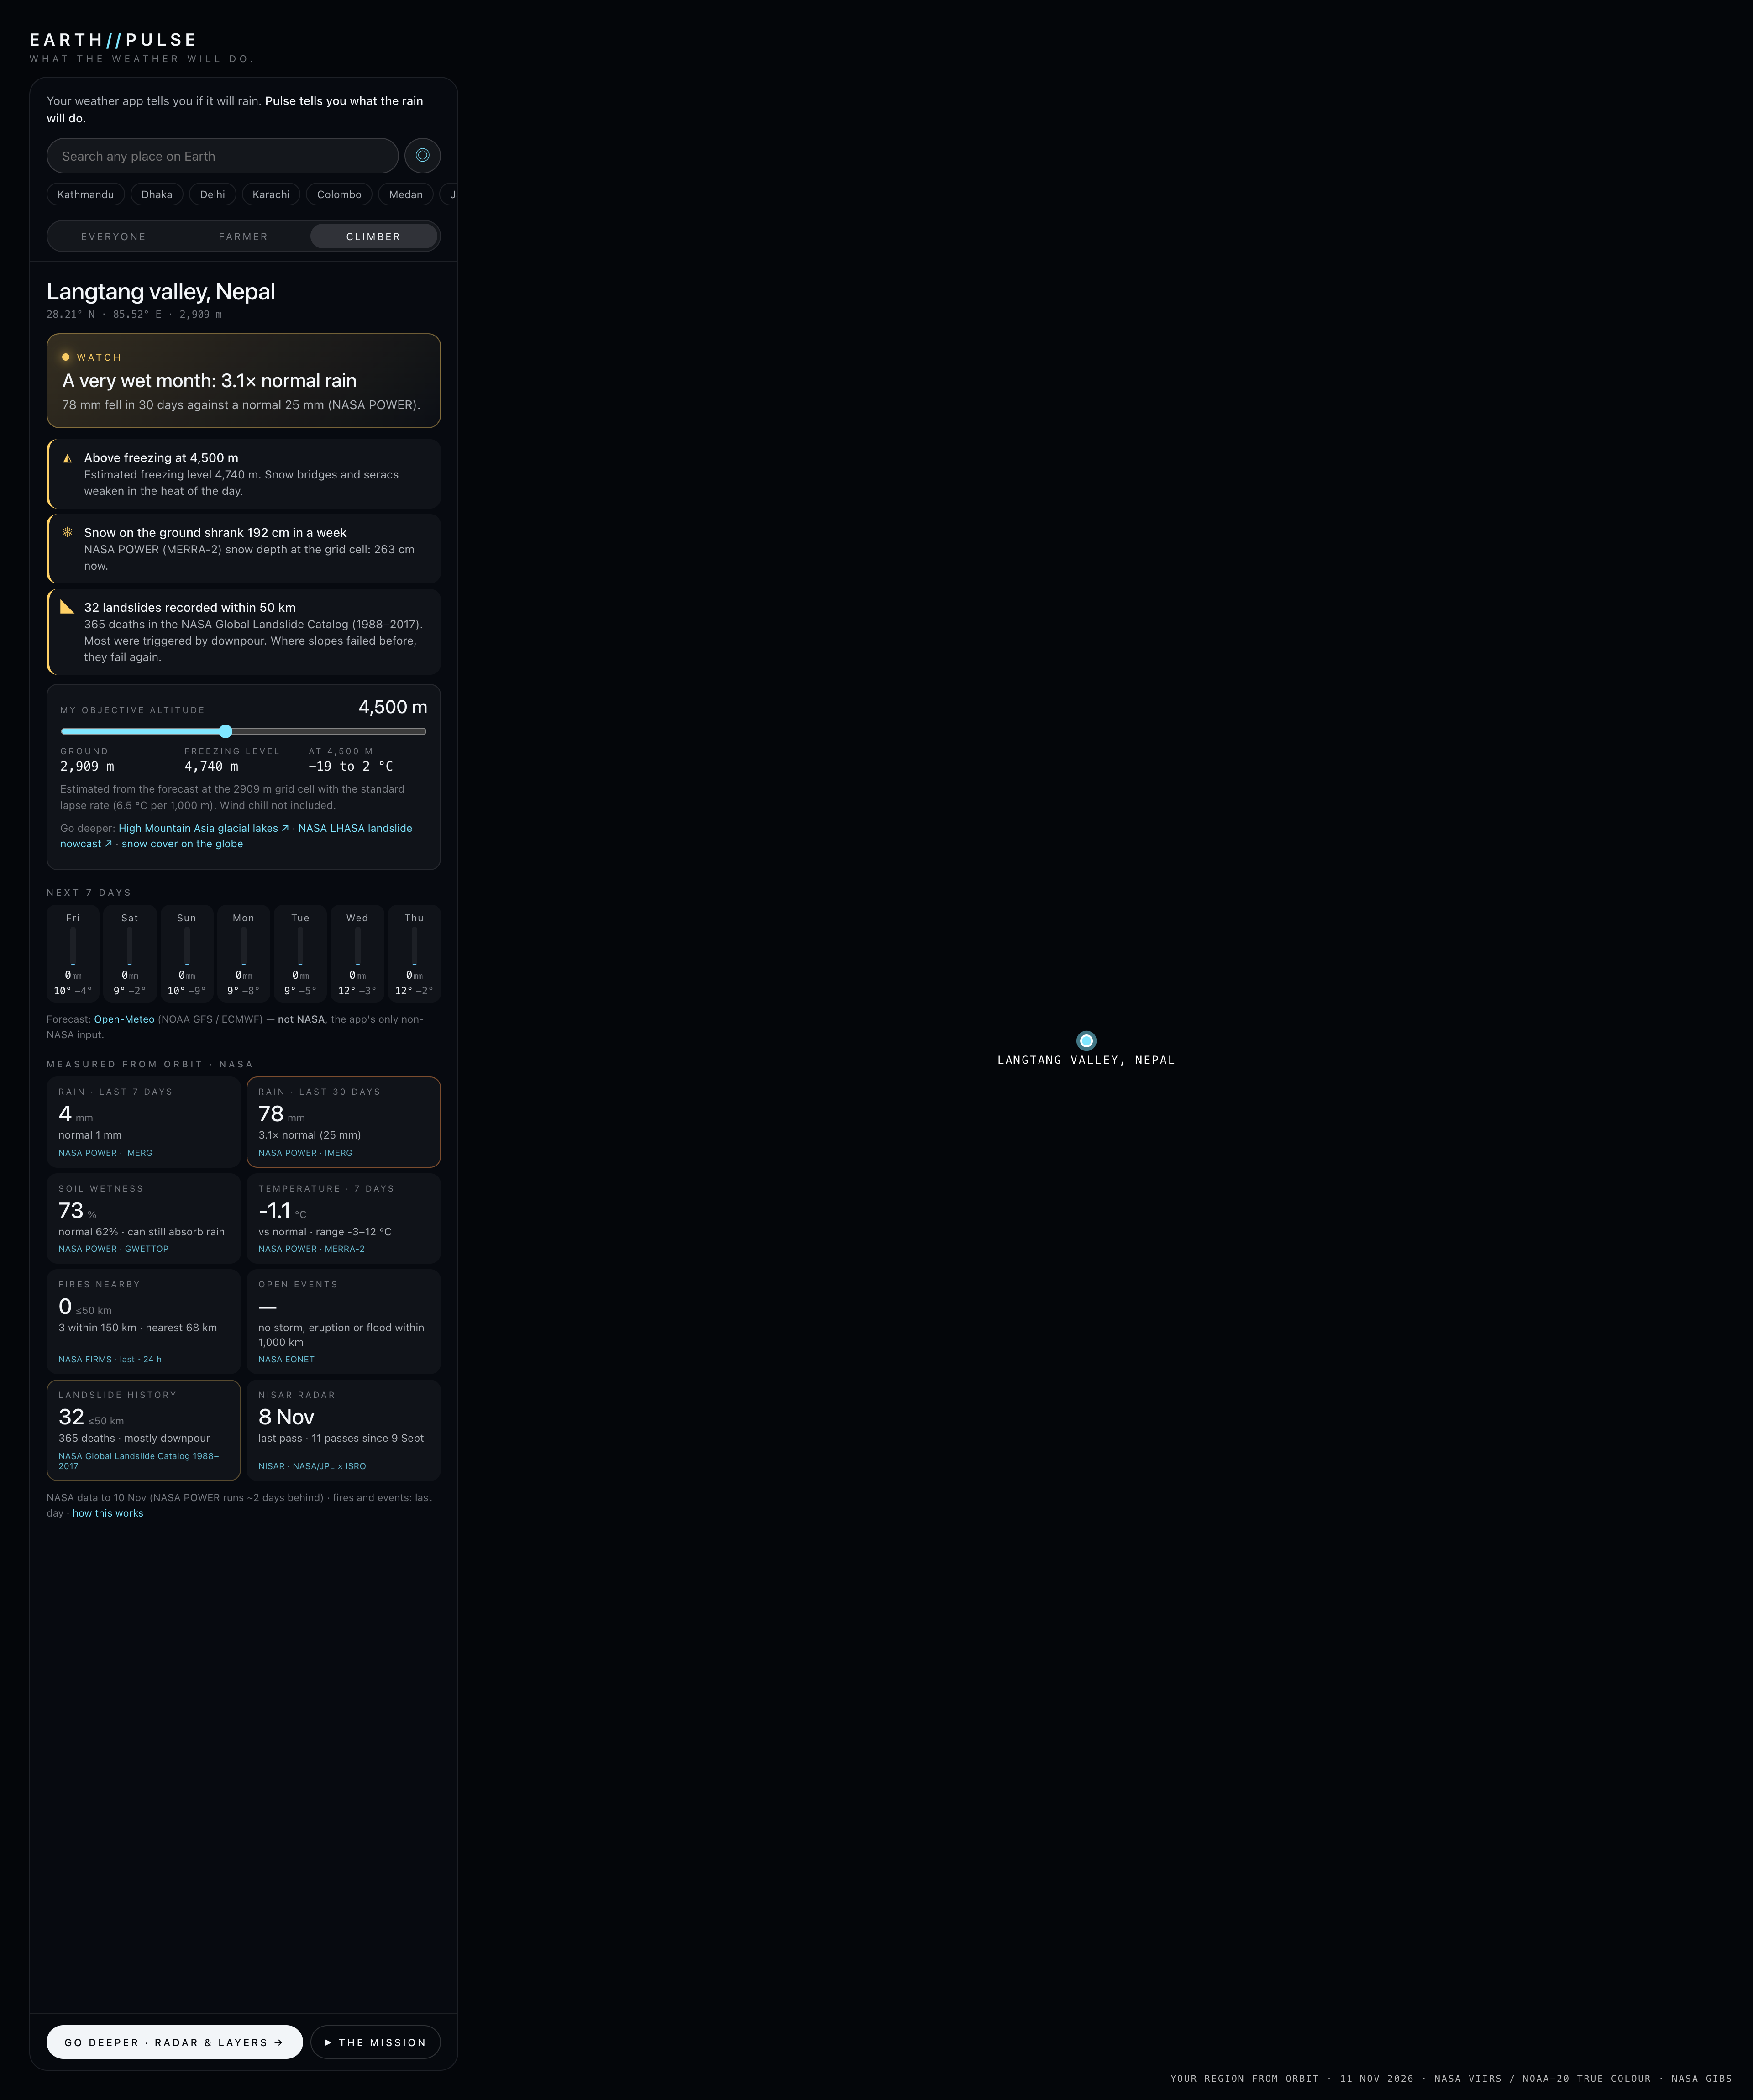 EARTH//PULSE
WHAT THE WEATHER WILL DO.
Your weather app tells you if it will rain. Pulse tells you what the rain
will do.
Search any place on Earth
Kathmandu Dhaka Delhi Karachi Colombo Medan
EVERYONE FARMER CLIMBER
Langtang valley, Nepal
28.21° N · 85.52° E · 2,909 m
WATCH
A very wet month: 3.1× normal rain
78 mm fell in 30 days against a normal 25 mm (NASA POWER).
Above freezing at 4,500 m
Estimated freezing level 4,740 m. Snow bridges and seracs
weaken in the heat of the day.
Snow on the ground shrank 192 cm in a week
NASA POWER (MERRA-2) snow depth at the grid cell: 263 cm
now.
32 landslides recorded within 50 km
365 deaths in the NASA Global Landslide Catalog (1988–2017).
Most were triggered by downpour. Where slopes failed before,
they fail again.
MY OBJECTIVE ALTITUDE 4,500 m
GROUND FREEZING LEVEL AT 4,500 M
2,909 m 4,740 m −19 to 2 °C
Estimated from the forecast at the 2909 m grid cell with the standard
lapse rate (6.5 °C per 1,000 m). Wind chill not included.
Go deeper: High Mountain Asia glacial lakes ↗ · NASA LHASA landslide
nowcast ↗ · snow cover on the globe
NEXT 7 DAYS
Fri Sat Sun Mon Tue Wed Thu
0mm 0mm 0mm 0mm 0mm 0mm 0mm
10° −4° 9° −2° 10° −9° 9° −8° 9° −5° 12° −3° 12° −2°
Forecast: Open-Meteo (NOAA GFS / ECMWF) — not NASA, the app's only non-
NASA input.
MEASURED FROM ORBIT · NASA
RAIN · LAST 7 DAYS
4 mm
normal 1 mm
NASA POWER · IMERG
RAIN · LAST 30 DAYS
78 mm
3.1× normal (25 mm)
NASA POWER · IMERG
SOIL WETNESS
73 %
normal 62% · can still absorb rain
NASA POWER · GWETTOP
TEMPERATURE · 7 DAYS
-1.1 °C
vs normal · range -3–12 °C
NASA POWER · MERRA-2
FIRES NEARBY
0 ≤50 km
3 within 150 km · nearest 68 km
NASA FIRMS · last ~24 h
OPEN EVENTS
—
no storm, eruption or flood within
1,000 km
NASA EONET
LANDSLIDE HISTORY
32 ≤50 km
365 deaths · mostly downpour
NASA Global Landslide Catalog 1988–
2017
NISAR RADAR
8 Nov
last pass · 11 passes since 9 Sept
NISAR · NASA/JPL × ISRO
NASA data to 10 Nov (NASA POWER runs ~2 days behind) · fires and events: last
day · how this works
GO DEEPER · RADAR & LAYERS → ▶ THE MISSION
LANGTANG VALLEY, NEPAL
YOUR REGION FROM ORBIT · 11 NOV 2026 · NASA VIIRS / NOAA-20 TRUE COLOUR · NASA GIBS